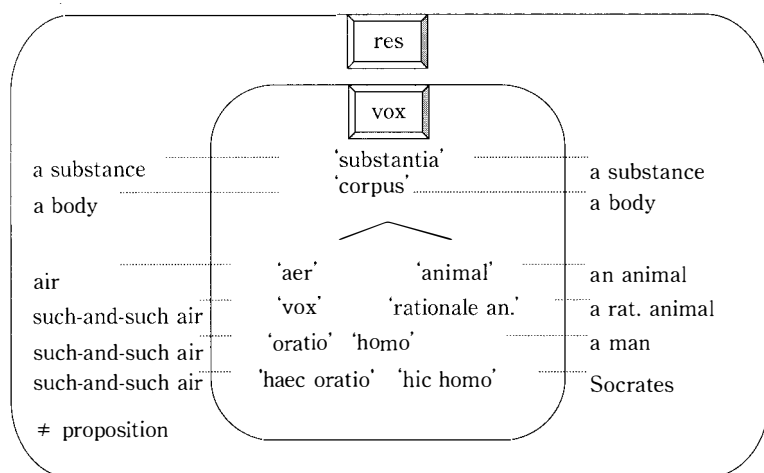 res
vox
a substance 'substantia' a substance
a body 'corpus' a body
air 'aer' 'animal' an animal
such-and-such air 'vox' 'rationale an.' a rat. animal
such-and-such air 'oratio' 'homo' a man
such-and-such air 'haec oratio' 'hic homo' Socrates
≠ proposition